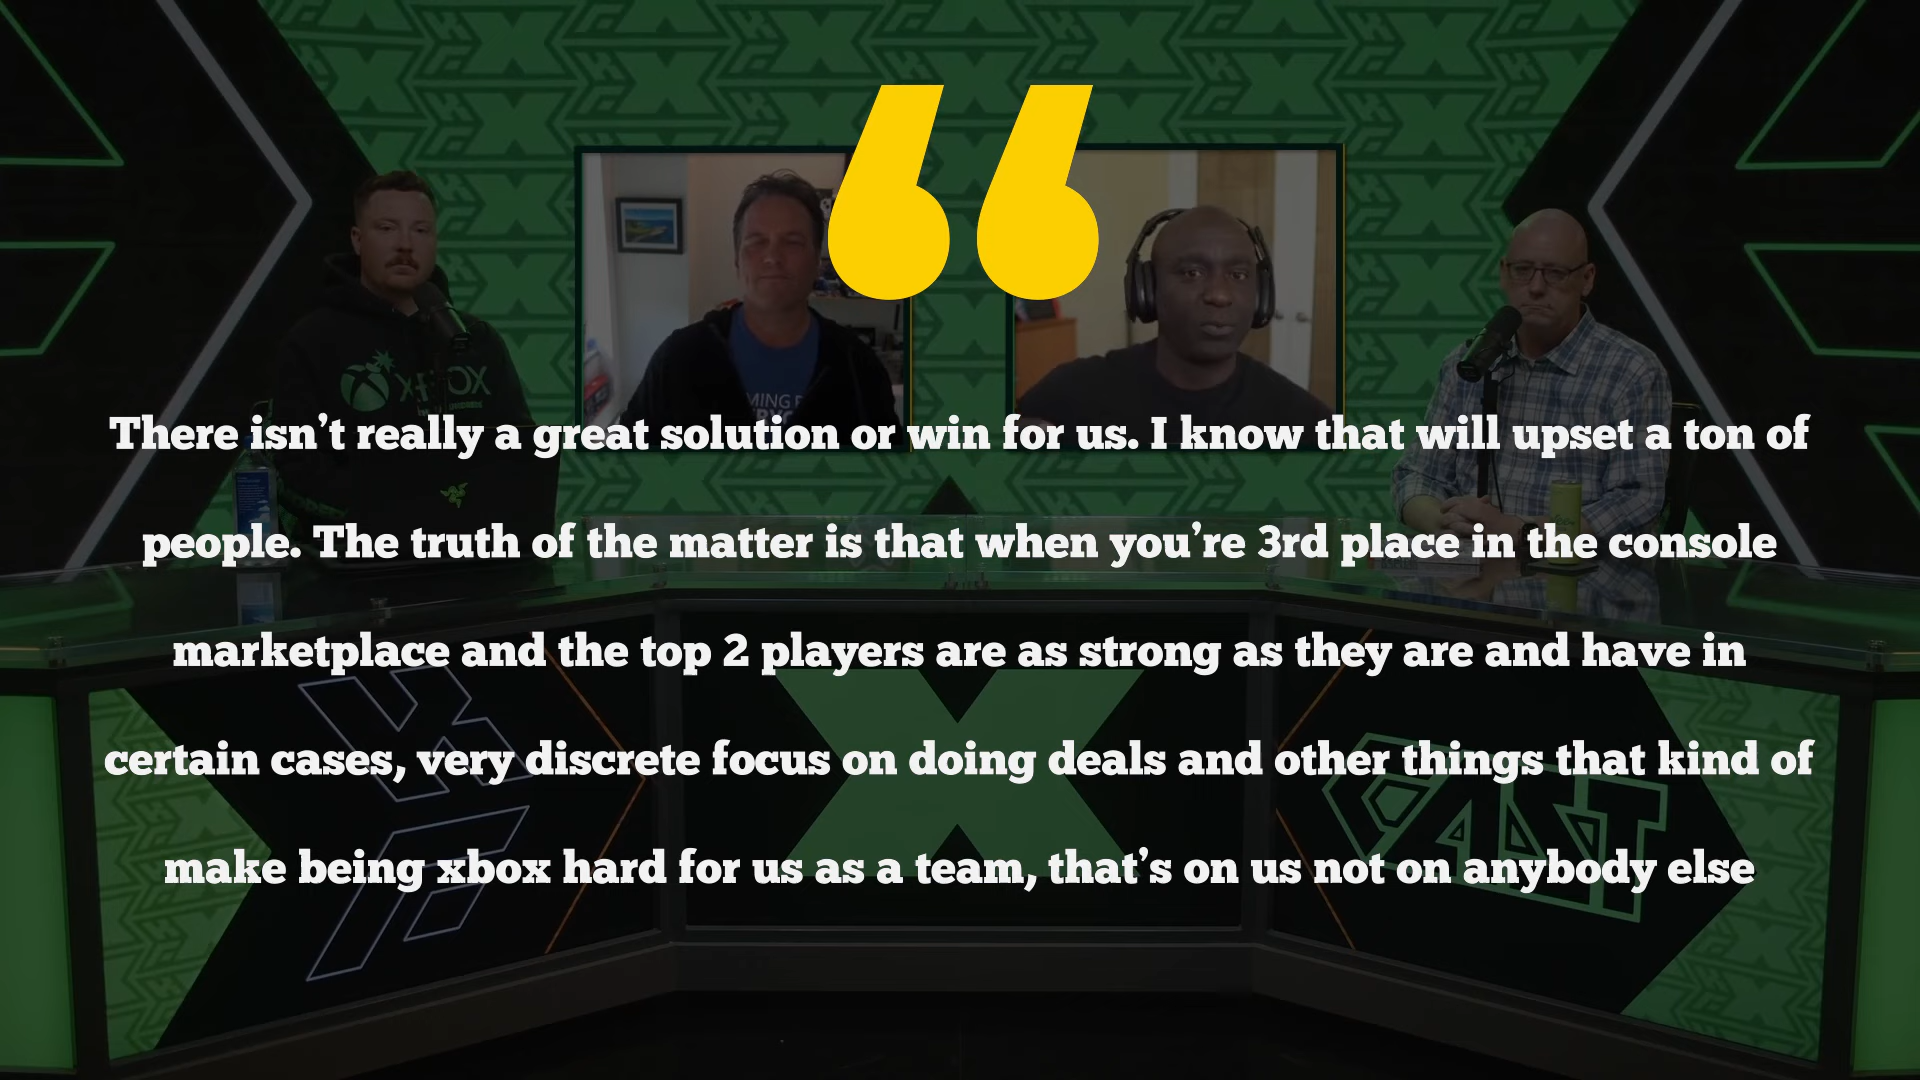 “
XBOX
MING
There isn’t really a great solution or win for us. I know that will upset a ton of
people. The truth of the matter is that when you’re 3rd place in the console
marketplace and the top 2 players are as strong as they are and have in
certain cases, very discrete focus on doing deals and other things that kind of
make being xbox hard for us as a team, that’s on us not on anybody else
X
CAST